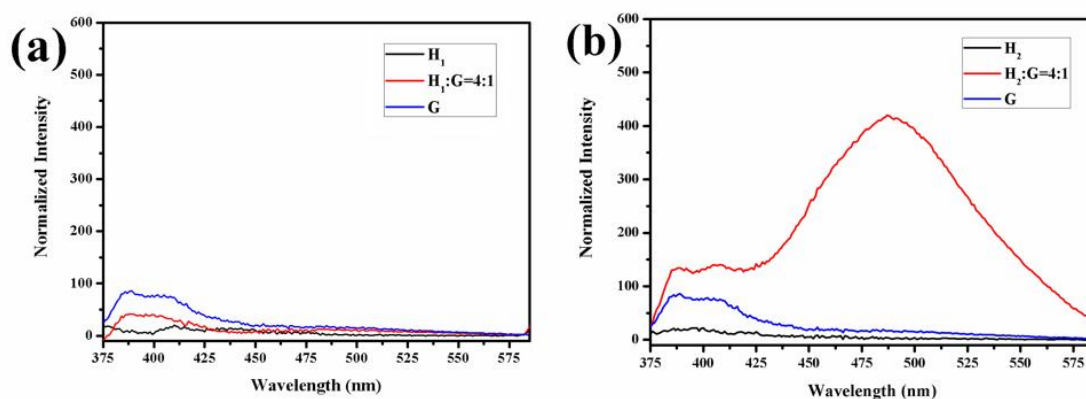 (a)
Normalized Intensity
600
500
400
300
200
100
0
375 400 425 450 475 500 525 550 575
Wavelength (nm)
H₁
H₁:G=4:1
G
(b)
Normalized Intensity
600
500
400
300
200
100
0
375 400 425 450 475 500 525 550 575
Wavelength (nm)
H₂
H₂:G=4:1
G